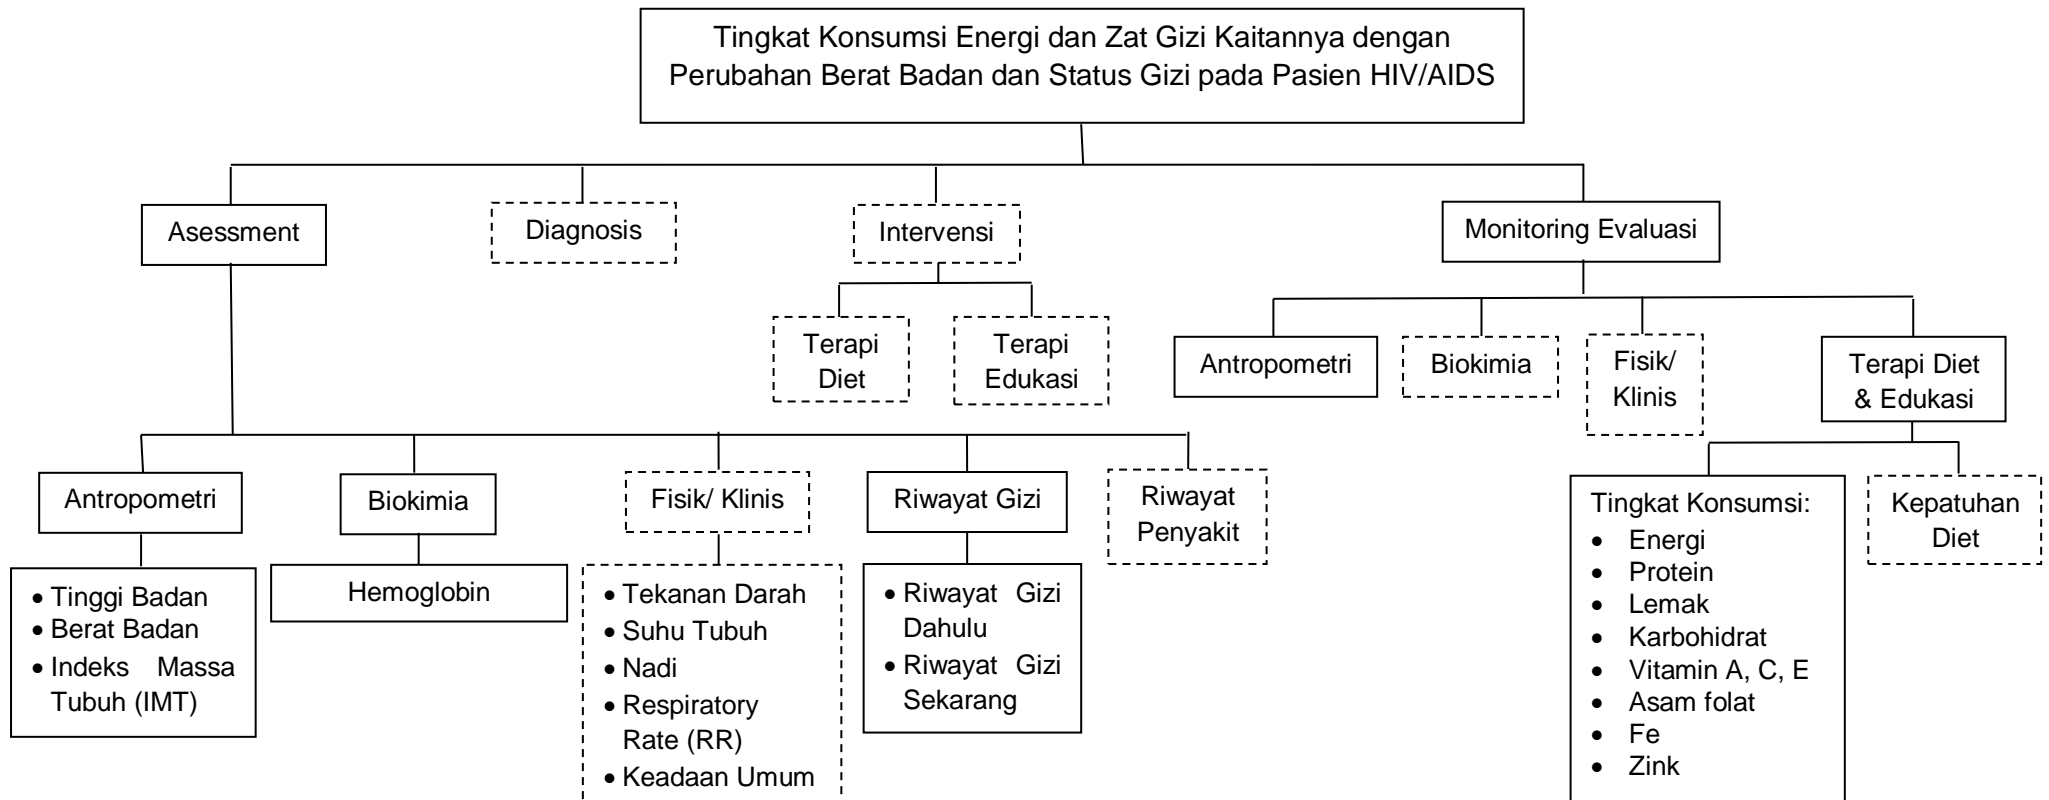 Tingkat Konsumsi Energi dan Zat Gizi Kaitannya dengan
Perubahan Berat Badan dan Status Gizi pada Pasien HIV/AIDS
Asessment
Diagnosis
Intervensi
Monitoring Evaluasi
Terapi
Diet
Terapi
Edukasi
Antropometri
Biokimia
Fisik/
Klinis
Terapi Diet
& Edukasi
Antropometri
Biokimia
Fisik/ Klinis
Riwayat Gizi
Riwayat
Penyakit
• Tinggi Badan
• Berat Badan
• Indeks Massa
Tubuh (IMT)
Hemoglobin
• Tekanan Darah
• Suhu Tubuh
• Nadi
• Respiratory
Rate (RR)
• Keadaan Umum
• Riwayat Gizi
Dahulu
• Riwayat Gizi
Sekarang
Tingkat Konsumsi:
• Energi
• Protein
• Lemak
• Karbohidrat
• Vitamin A, C, E
• Asam folat
• Fe
• Zink
Kepatuhan
Diet